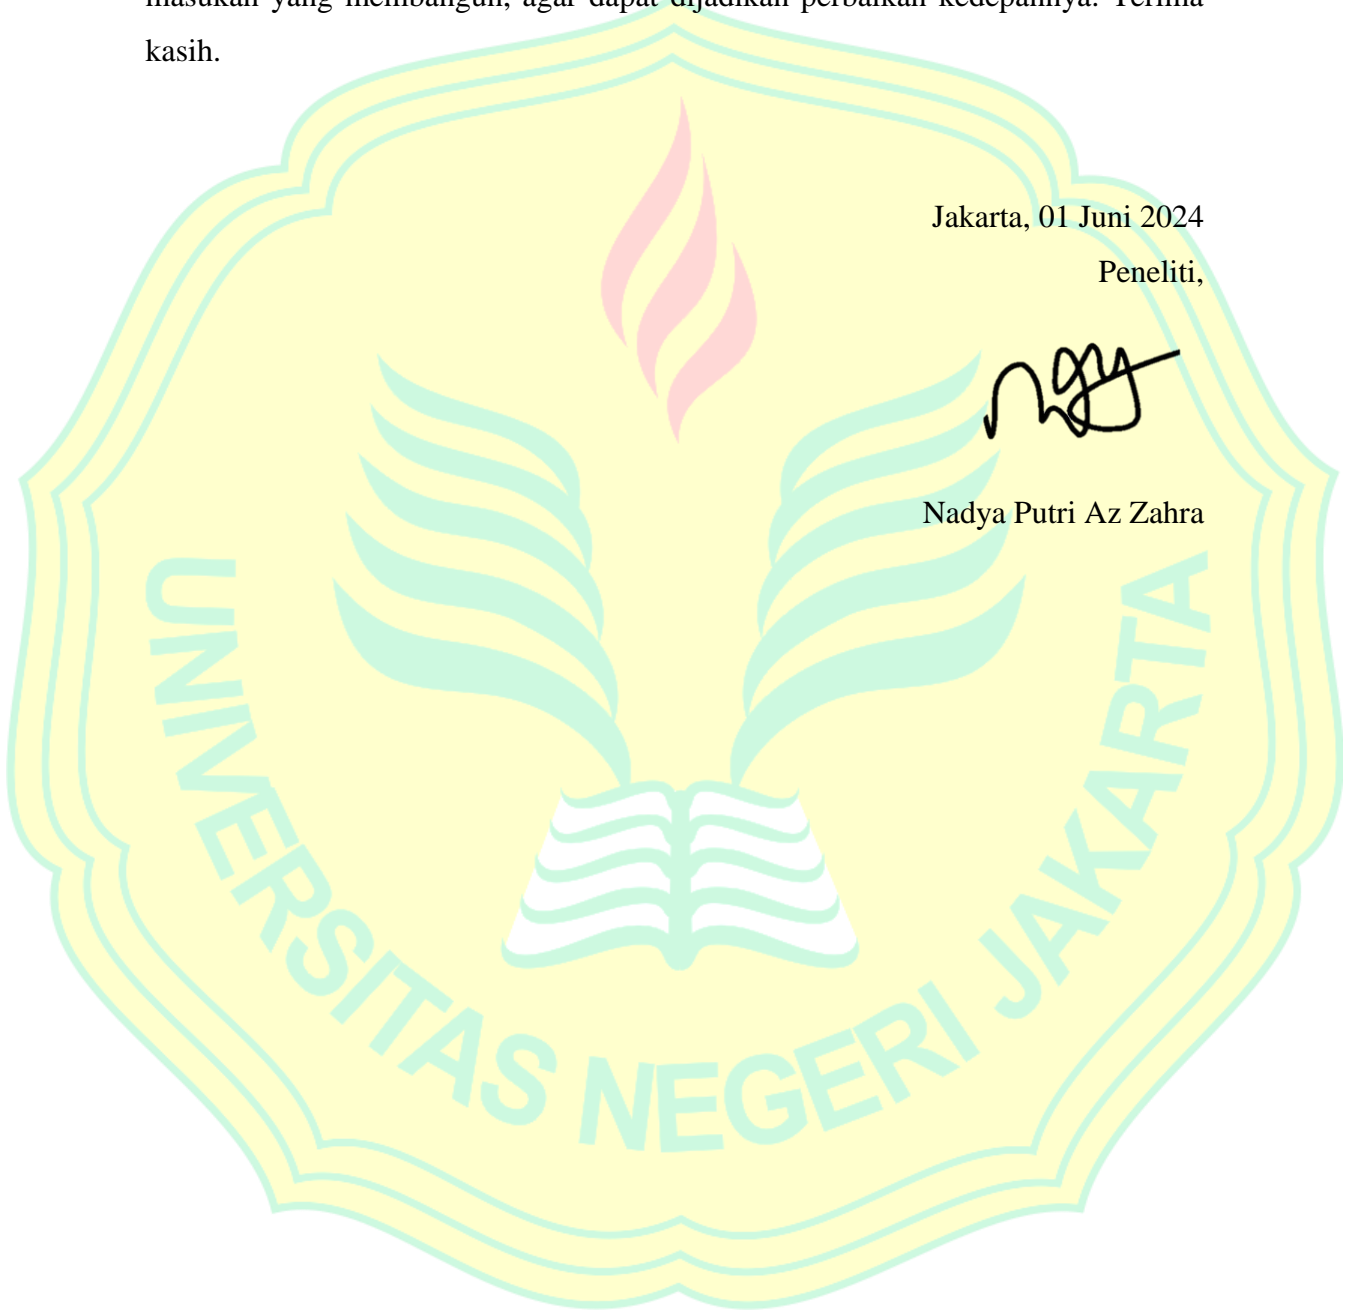 masukan yang membangun, agar dapat dijadikan perbaikan kedepannya. Terima
kasih.
Jakarta, 01 Juni 2024
Peneliti,
Nadya Putri Az Zahra
UNIVERSITAS NEGERI JAKARTA